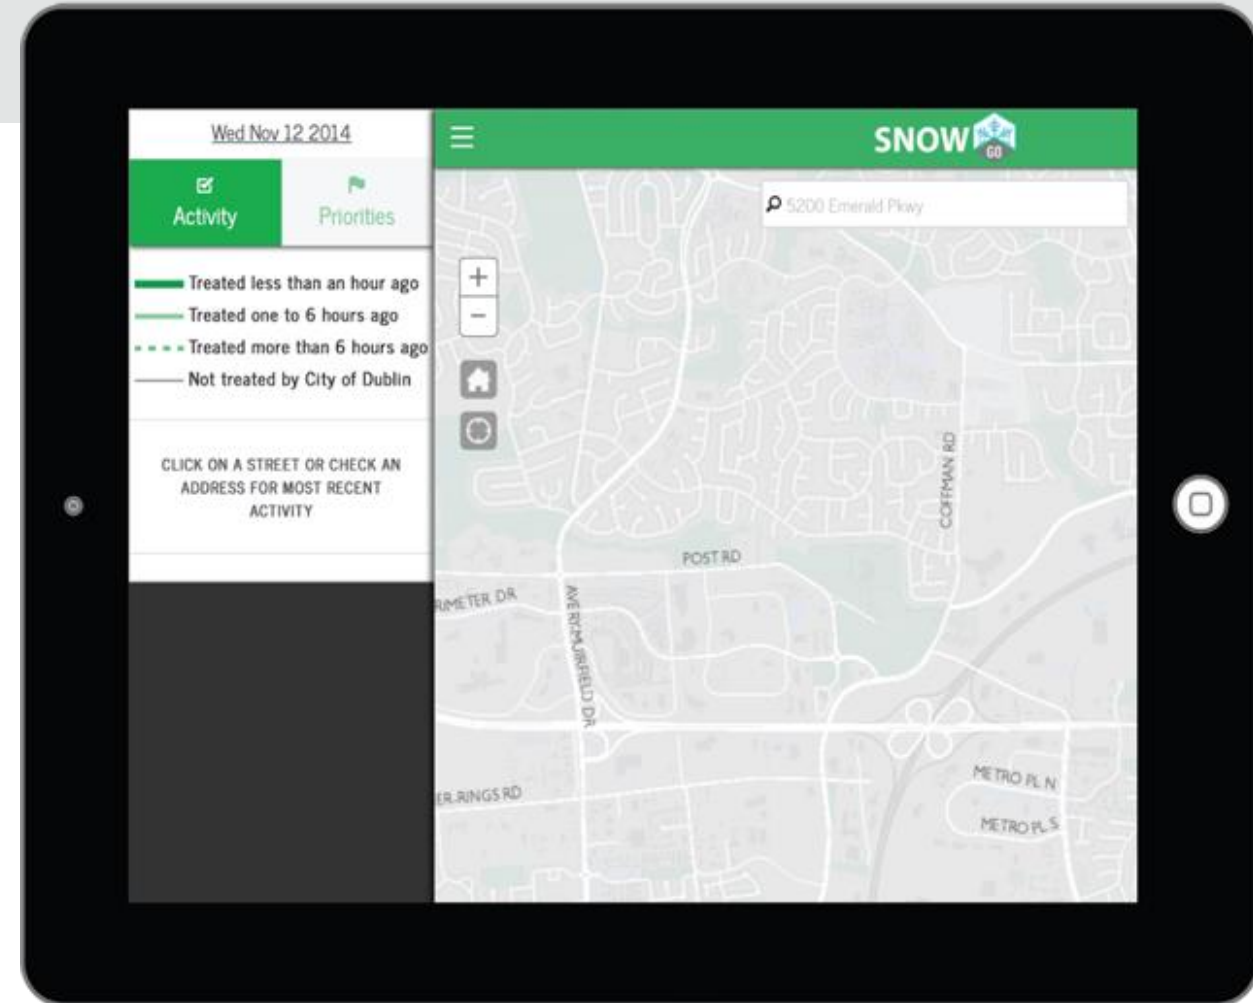 Wed Nov 12 2014
Activity
Priorities
Treated less than an hour ago
Treated one to 6 hours ago
Treated more than 6 hours ago
Not treated by City of Dublin
CLICK ON A STREET OR CHECK AN
ADDRESS FOR MOST RECENT
ACTIVITY
SNOW
GO
5200 Emerald Pkwy
COFFMAN RD
POST RD
RIMETER DR
AVERY-MUIRFIELD DR
METRO PL N
ER-RINGS RD
METRO PL S